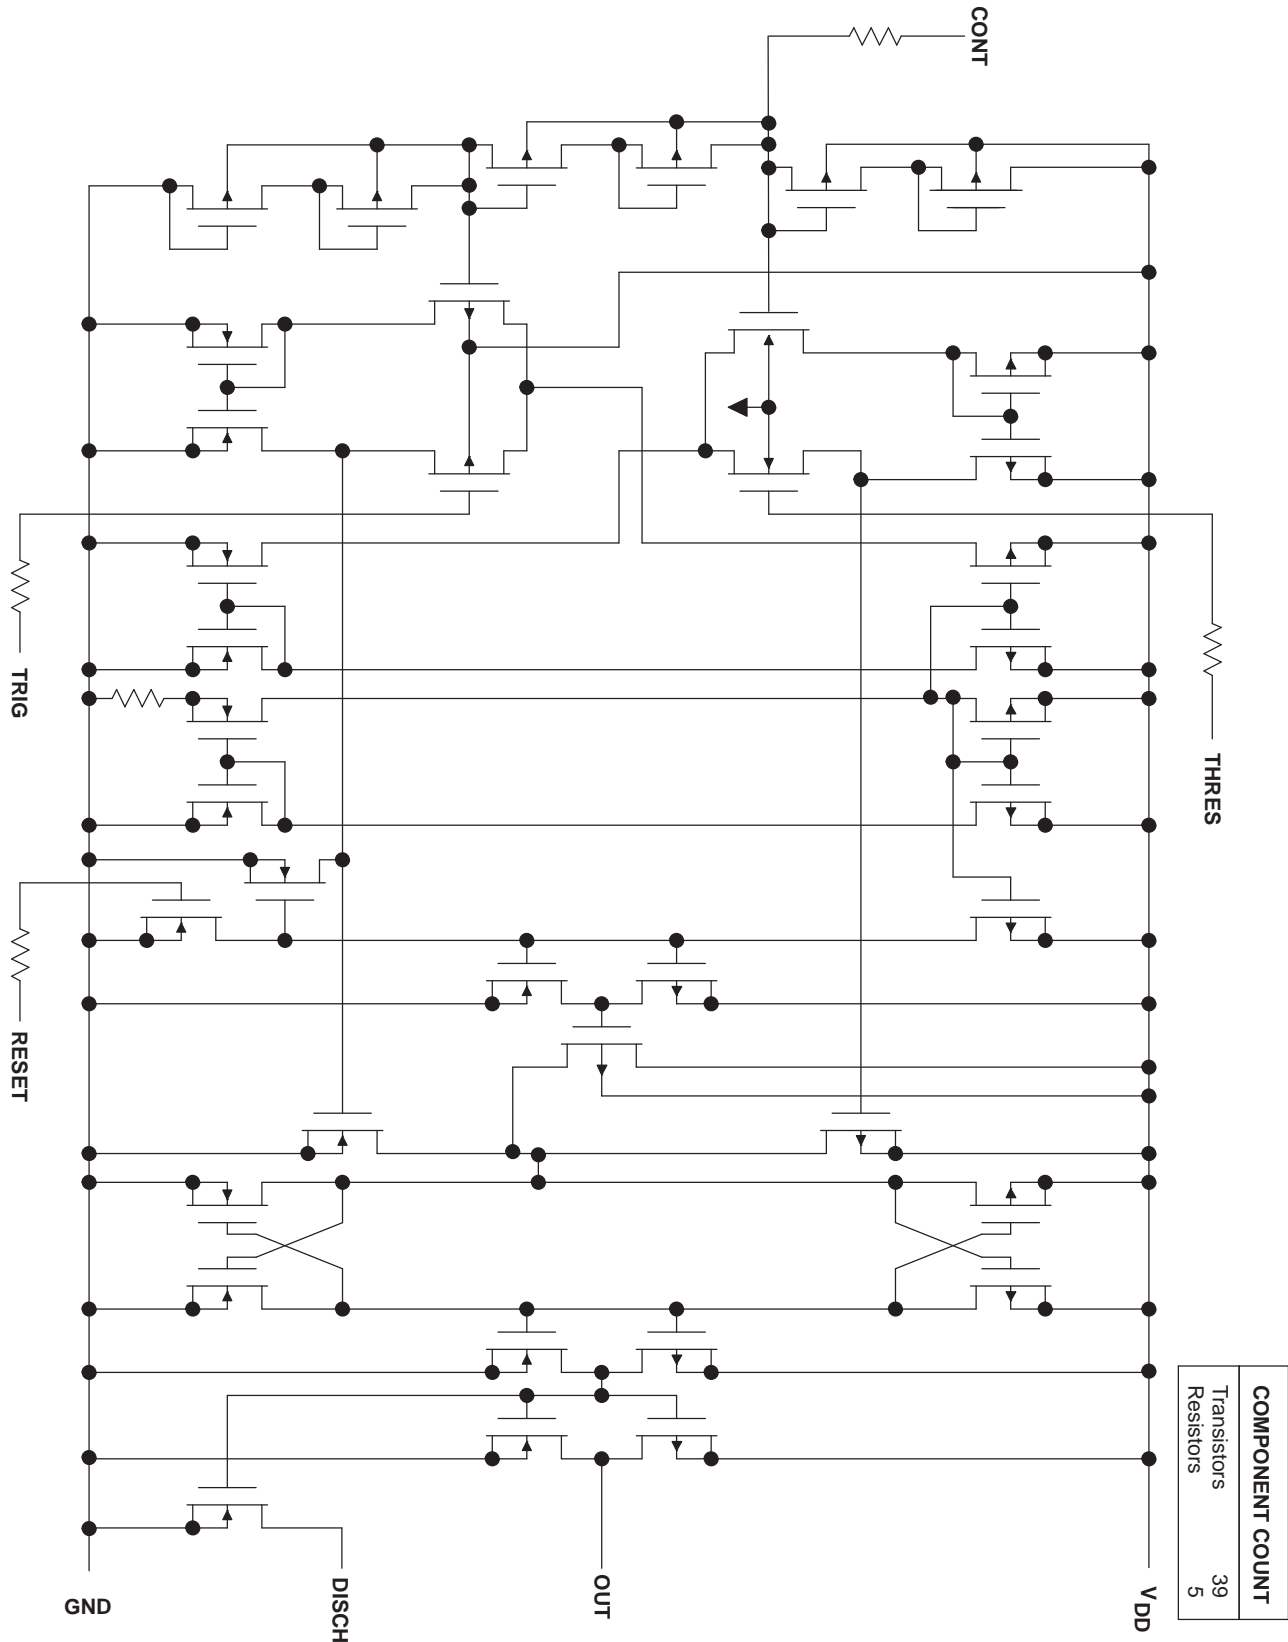 COMPONENT COUNT
Transistors 39
Resistors 5
VDD
THRES
CONT
OUT
DISCH
TRIG
RESET
GND